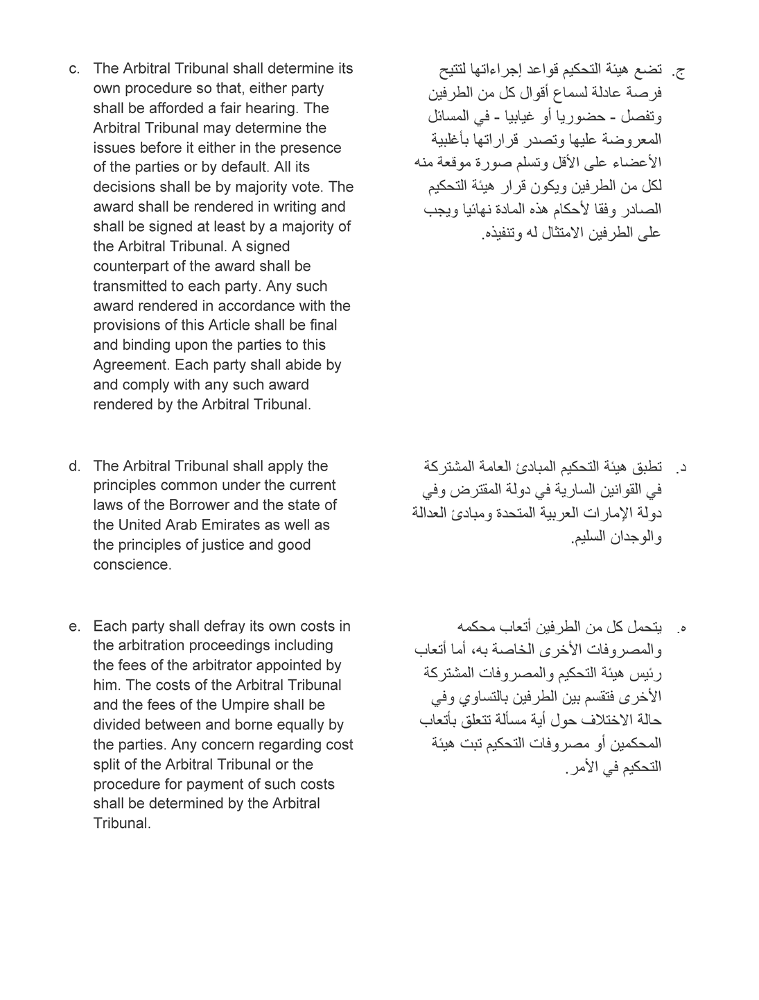 c. The Arbitral Tribunal shall determine its
own procedure so that, either party
shall be afforded a fair hearing. The
Arbitral Tribunal may determine the
issues before it either in the presence
of the parties or by default. All its
decisions shall be by majority vote. The
award shall be rendered in writing and
shall be signed at least by a majority of
the Arbitral Tribunal. A signed
counterpart of the award shall be
transmitted to each party. Any such
award rendered in accordance with the
provisions of this Article shall be final
and binding upon the parties to this
Agreement. Each party shall abide by
and comply with any such award
rendered by the Arbitral Tribunal.
ج. تضع هيئة التحكيم قواعد إجراءاتها لتتيح
فرصة عادلة لسماع أقوال كل من الطرفين
وتفصل - حضوريا أو غيابيا - في المسائل
المعروضة عليها وتصدر قراراتها بأغلبية
الأعضاء على الأقل وتسلم صورة موقعة منه
لكل من الطرفين ويكون قرار هيئة التحكيم
الصادر وفقا لأحكام هذه المادة نهائيا ويجب
على الطرفين الامتثال له وتنفيذه.
d. The Arbitral Tribunal shall apply the
principles common under the current
laws of the Borrower and the state of
the United Arab Emirates as well as
the principles of justice and good
conscience.
د. تطبق هيئة التحكيم المبادئ العامة المشتركة
في القوانين السارية في دولة المقترض وفي
دولة الإمارات العربية المتحدة ومبادئ العدالة
والوجدان السليم.
e. Each party shall defray its own costs in
the arbitration proceedings including
the fees of the arbitrator appointed by
him. The costs of the Arbitral Tribunal
and the fees of the Umpire shall be
divided between and borne equally by
the parties. Any concern regarding cost
split of the Arbitral Tribunal or the
procedure for payment of such costs
shall be determined by the Arbitral
Tribunal.
ه. يتحمل كل من الطرفين أتعاب محكمه
والمصروفات الأخرى الخاصة به، أما أتعاب
رئيس هيئة التحكيم والمصروفات المشتركة
الأخرى فتقسم بين الطرفين بالتساوي وفي
حالة الاختلاف حول أية مسألة تتعلق بأتعاب
المحكمين أو مصروفات التحكيم تبت هيئة
التحكيم في الأمر.